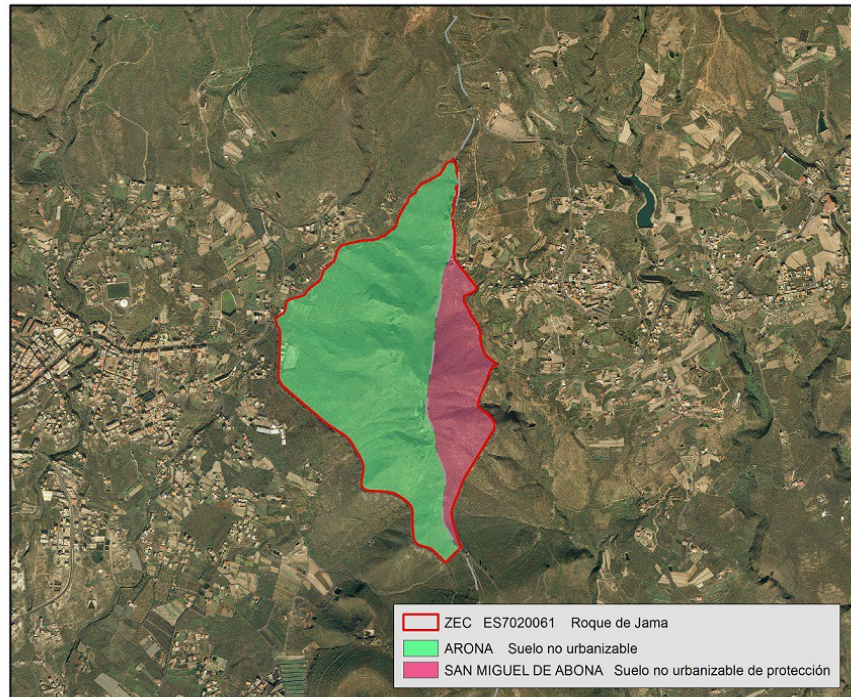 ZEC ES7020061 Roque de Jama
ARONA Suelo no urbanizable
SAN MIGUEL DE ABONA Suelo no urbanizable de protección